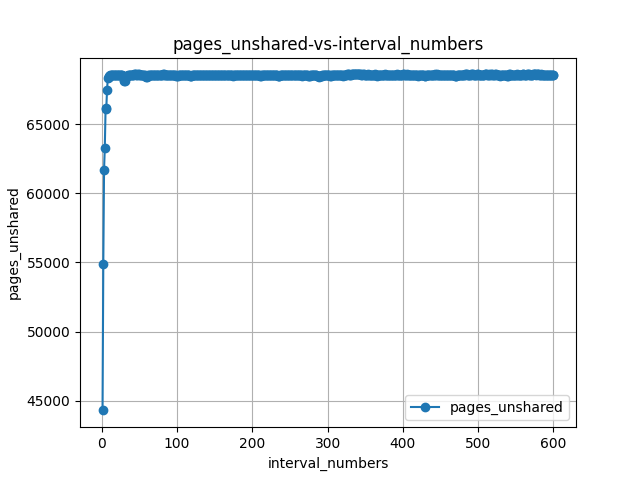 pages_unshared-vs-interval_numbers
pages_unshared
65000
60000
55000
50000
45000
0 100 200 300 400 500 600
interval_numbers
pages_unshared